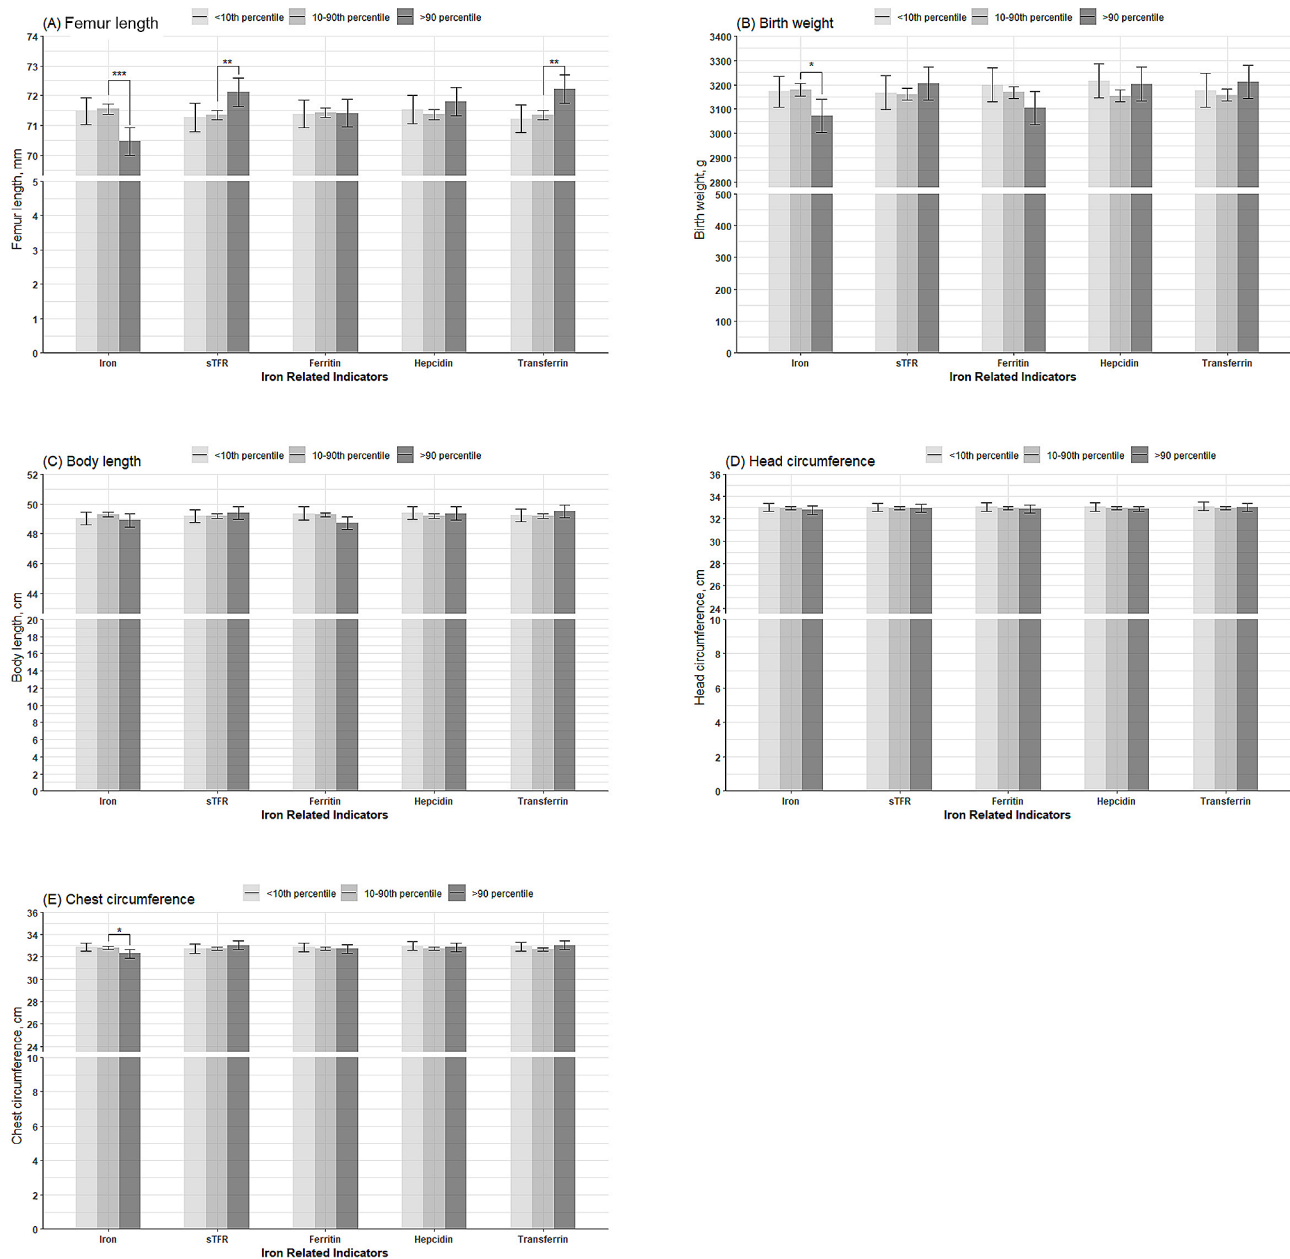 (A) Femur length
<10th percentile 10-90th percentile >90 percentile
***
**
**
Femur length, mm
74
73
72
71
70
5
4
3
2
1
0
Iron sTFR Ferritin Hepcidin Transferrin
Iron Related Indicators
(B) Birth weight
<10th percentile 10-90th percentile >90 percentile
*
Birth weight, g
3400
3300
3200
3100
3000
2900
2800
500
400
300
200
100
0
Iron sTFR Ferritin Hepcidin Transferrin
Iron Related Indicators
(C) Body length
<10th percentile 10-90th percentile >90 percentile
Body length, cm
52
50
48
46
44
20
18
16
14
12
10
8
6
4
2
0
Iron sTFR Ferritin Hepcidin Transferrin
Iron Related Indicators
(D) Head circumference
<10th percentile 10-90th percentile >90 percentile
Head circumference, cm
36
34
32
30
28
26
24
10
8
6
4
2
0
Iron sTFR Ferritin Hepcidin Transferrin
Iron Related Indicators
(E) Chest circumference
<10th percentile 10-90th percentile >90 percentile
*
Chest circumference, cm
36
34
32
30
28
26
24
10
8
6
4
2
0
Iron sTFR Ferritin Hepcidin Transferrin
Iron Related Indicators